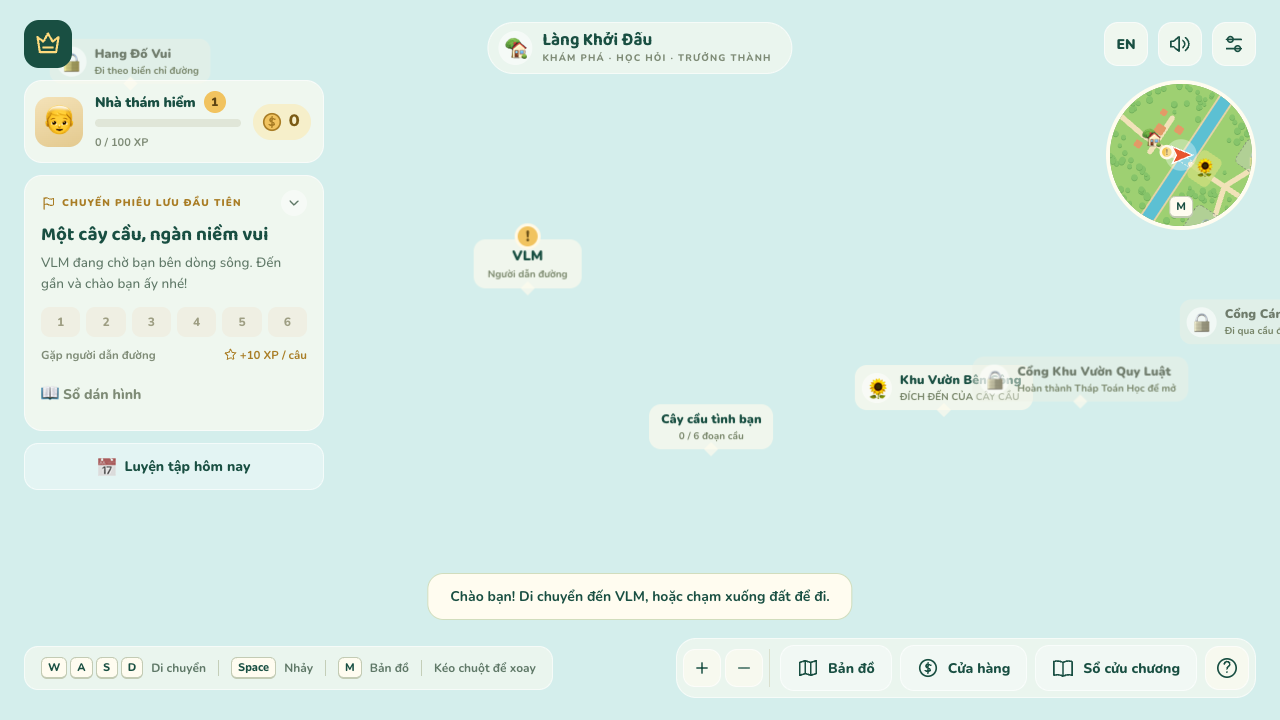 Hang Đố Vui
Đi theo biển chỉ đường
Làng Khởi Đầu
KHÁM PHÁ · HỌC HỎI · TRƯỞNG THÀNH
EN
Nhà thám hiểm 1
0 / 100 XP
0
CHUYẾN PHIÊU LƯU ĐẦU TIÊN
Một cây cầu, ngàn niềm vui
VLM đang chờ bạn bên dòng sông. Đến
gần và chào bạn ấy nhé!
1 2 3 4 5 6
Gặp người dẫn đường
+10 XP / câu
Sổ dán hình
Luyện tập hôm nay
!
VLM
Người dẫn đường
M
Cổng
Đi qua cầu
Khu Vườn Bên
ĐÍCH ĐẾN CỦA CÂY CẦU
Cổng Khu Vườn Quy Luật
Hoàn thành Tháp Toán Học để mở
Cây cầu tình bạn
0 / 6 đoạn cầu
Chào bạn! Di chuyển đến VLM, hoặc chạm xuống đất để đi.
W A S D Di chuyển
Space Nhảy
M Bản đồ
Kéo chuột để xoay
+ −
Bản đồ
Cửa hàng
Sổ cửu chương
?